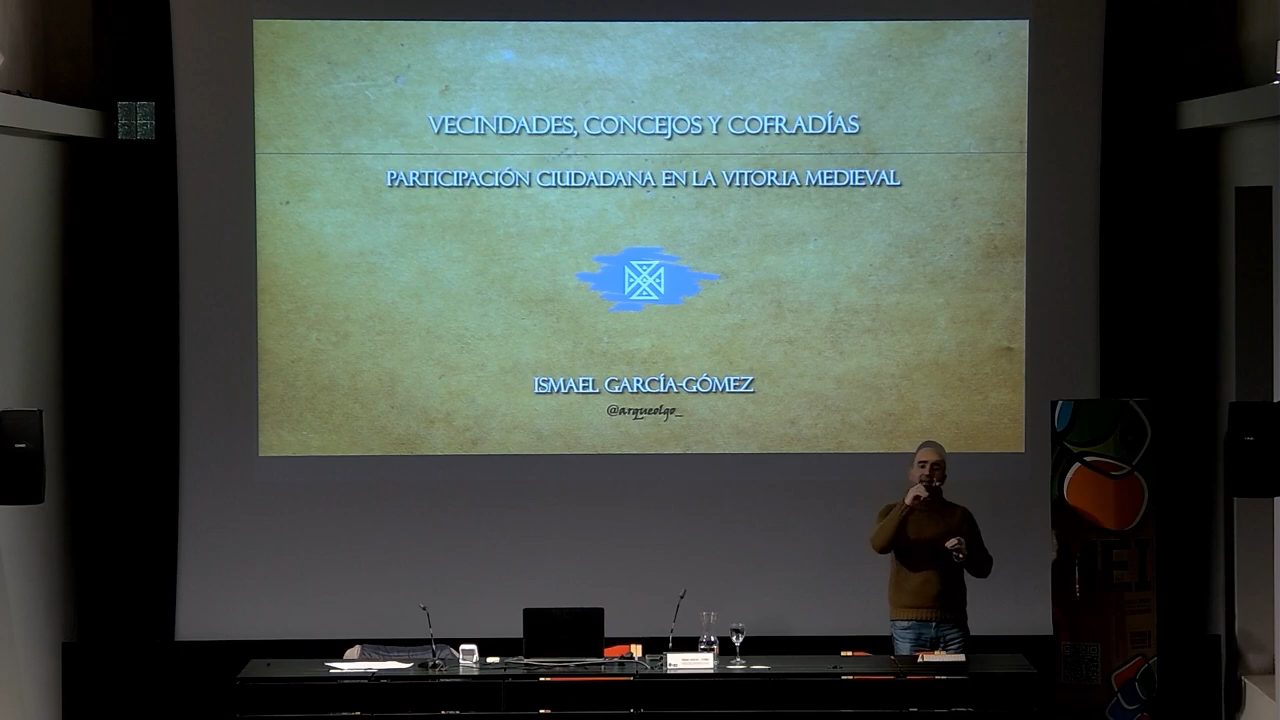 VECINDADES, CONCEJOS Y COFRADÍAS
PARTICIPACIÓN CIUDADANA EN LA VITORIA MEDIEVAL
ISMAEL GARCÍA-GÓMEZ
@arqueolgo_